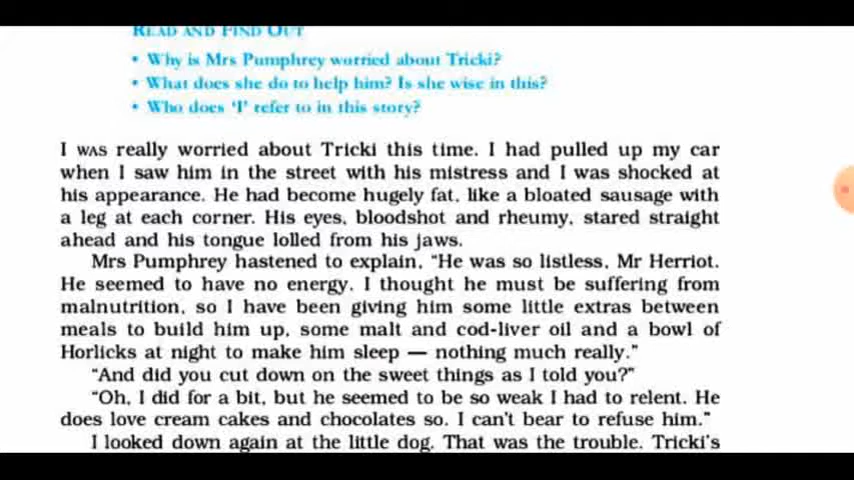 READ AND FIND OUT
• Why is Mrs Pumphrey worried about Tricki?
• What does she do to help him? Is she wise in this?
• Who does ‘I’ refer to in this story?
I WAS really worried about Tricki this time. I had pulled up my car
when I saw him in the street with his mistress and I was shocked at
his appearance. He had become hugely fat, like a bloated sausage with
a leg at each corner. His eyes, bloodshot and rheumy, stared straight
ahead and his tongue lolled from his jaws.
Mrs Pumphrey hastened to explain, “He was so listless, Mr Herriot.
He seemed to have no energy. I thought he must be suffering from
malnutrition, so I have been giving him some little extras between
meals to build him up, some malt and cod-liver oil and a bowl of
Horlicks at night to make him sleep — nothing much really.”
“And did you cut down on the sweet things as I told you?”
“Oh, I did for a bit, but he seemed to be so weak I had to relent. He
does love cream cakes and chocolates so. I can't bear to refuse him.”
I looked down again at the little dog. That was the trouble. Tricki's